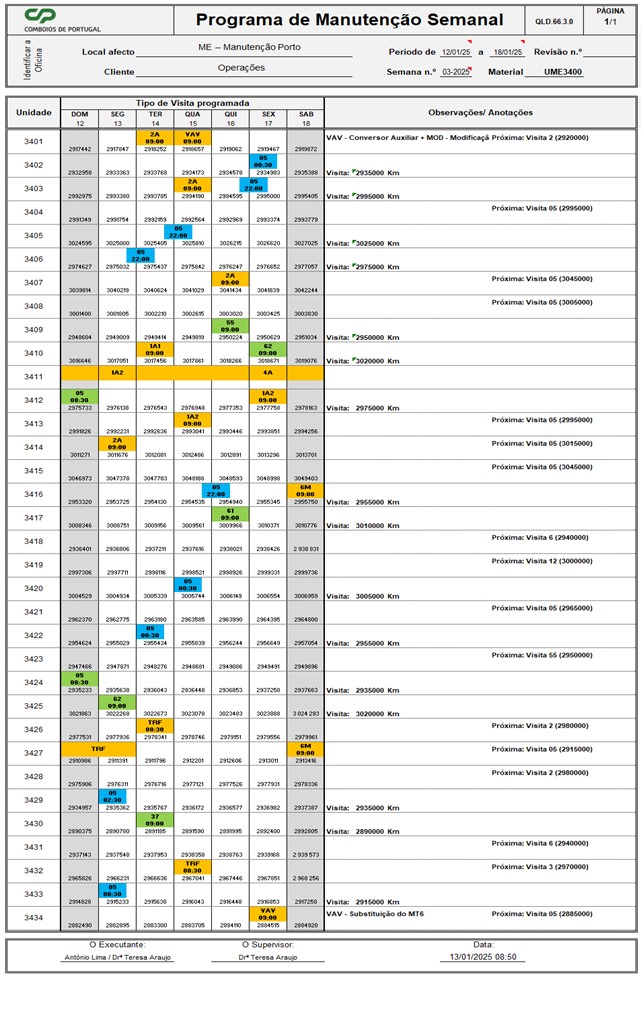 CP
COMBOIOS DE PORTUGAL
Programa de Manutenção Semanal
QLD.66.3.0
PÁGINA
1/1
Identificar a Oficina
Local afecto ME – Manutenção Porto
Período de 12/01/25 a 18/01/25 Revisão n.º
Cliente Operações
Semana n.º 03-2025 Material UME3400
Unidade
Tipo de Visita programada
Observações/ Anotações
DOM SEG TER QUA QUI SEX SAB
12 13 14 15 16 17 18
3401 2A 09:00 VAV 09:00 VAV - Conversor Auxiliar + MOD - Modificaçã Próxima: Visita 2 (2920000)
2917442 2917847 2918252 2918657 2919062 2919467 2919872
3402 05 00:30
2932958 2933363 2933768 2934173 2934578 2934983 2935388 Visita: 2935000 Km
3403 2A 09:00 05 22:00
2992975 2993380 2993785 2994190 2994595 2995000 2995405 Visita: 2995000 Km
3404 Próxima: Visita 05 (2995000)
2991349 2991754 2992159 2992564 2992969 2993374 2993779
3405 05 22:00
3024595 3025000 3025405 3025810 3026215 3026620 3027025 Visita: 3025000 Km
3406 05 22:00
2974627 2975032 2975437 2975842 2976247 2976652 2977057 Visita: 2975000 Km
3407 2A 09:00 Próxima: Visita 05 (3045000)
3039814 3040219 3040624 3041029 3041434 3041839 3042244
3408 Próxima: Visita 05 (3005000)
3001400 3001805 3002210 3002615 3003020 3003425 3003830
3409 55 09:00
2948604 2949009 2949414 2949819 2950224 2950629 2951034 Visita: 2950000 Km
3410 1A1 09:00 62 09:00
3016646 3017051 3017456 3017861 3018266 3018671 3019076 Visita: 3020000 Km
3411 1A2 4A
3412 05 08:30 1A2 09:00
2975733 2976138 2976543 2976948 2977353 2977758 2978163 Visita: 2975000 Km
3413 1A2 09:00 Próxima: Visita 05 (2995000)
2991826 2992231 2992636 2993041 2993446 2993851 2994256
3414 2A 09:00 Próxima: Visita 05 (3015000)
3011271 3011676 3012081 3012486 3012891 3013296 3013701
3415 Próxima: Visita 05 (3045000)
3046973 3047378 3047783 3048188 3048593 3048998 3049403
3416 05 22:00 6M 09:00
2953320 2953725 2954130 2954535 2954940 2955345 2955750 Visita: 2955000 Km
3417 61 09:00
3008346 3008751 3009156 3009561 3009966 3010371 3010776 Visita: 3010000 Km
3418 Próxima: Visita 6 (2940000)
2936401 2936806 2937211 2937616 2938021 2938426 2 938 831
3419 Próxima: Visita 12 (3000000)
2997306 2997711 2998116 2998521 2998926 2999331 2999736
3420 05 00:30
3004529 3004934 3005339 3005744 3006149 3006554 3006959 Visita: 3005000 Km
3421 Próxima: Visita 05 (2965000)
2962370 2962775 2963180 2963585 2963990 2964395 2964800
3422 05 08:30
2954624 2955029 2955434 2955839 2956244 2956649 2957054 Visita: 2955000 Km
3423 Próxima: Visita 55 (2950000)
2947466 2947871 2948276 2948681 2949086 2949491 2949896
3424 05 08:30
2935233 2935638 2936043 2936448 2936853 2937258 2937663 Visita: 2935000 Km
3425 62 09:00
3021863 3022268 3022673 3023078 3023483 3023888 3 024 293 Visita: 3020000 Km
3426 TRF 08:30 Próxima: Visita 2 (2980000)
2977531 2977936 2978341 2978746 2979151 2979556 2979961
3427 TRF 6M 09:00 Próxima: Visita 05 (2915000)
2910986 2911391 2911796 2912201 2912606 2913011 2913416
3428 Próxima: Visita 2 (2980000)
2975906 2976311 2976716 2977121 2977526 2977931 2978336
3429 05 02:30
2934957 2935362 2935767 2936172 2936577 2936982 2937387 Visita: 2935000 Km
3430 37 09:00
2890375 2890780 2891185 2891590 2891995 2892400 2892805 Visita: 2890000 Km
3431 Próxima: Visita 6 (2940000)
2937143 2937548 2937953 2938358 2938763 2939168 2 939 573
3432 TRF 08:30 Próxima: Visita 3 (2970000)
2965826 2966231 2966636 2967041 2967446 2967851 2 968 256
3433 05 00:30
2914828 2915233 2915638 2916043 2916448 2916853 2917258 Visita: 2915000 Km
3434 VAV 09:00 VAV - Substituição do MT6 Próxima: Visita 05 (2885000)
2882490 2882895 2883300 2883705 2884110 2884515 2884920
O Executante: O Supervisor: Data:
António Lima / Drª Teresa Araujo Drª Teresa Araujo 13/01/2025 08:50